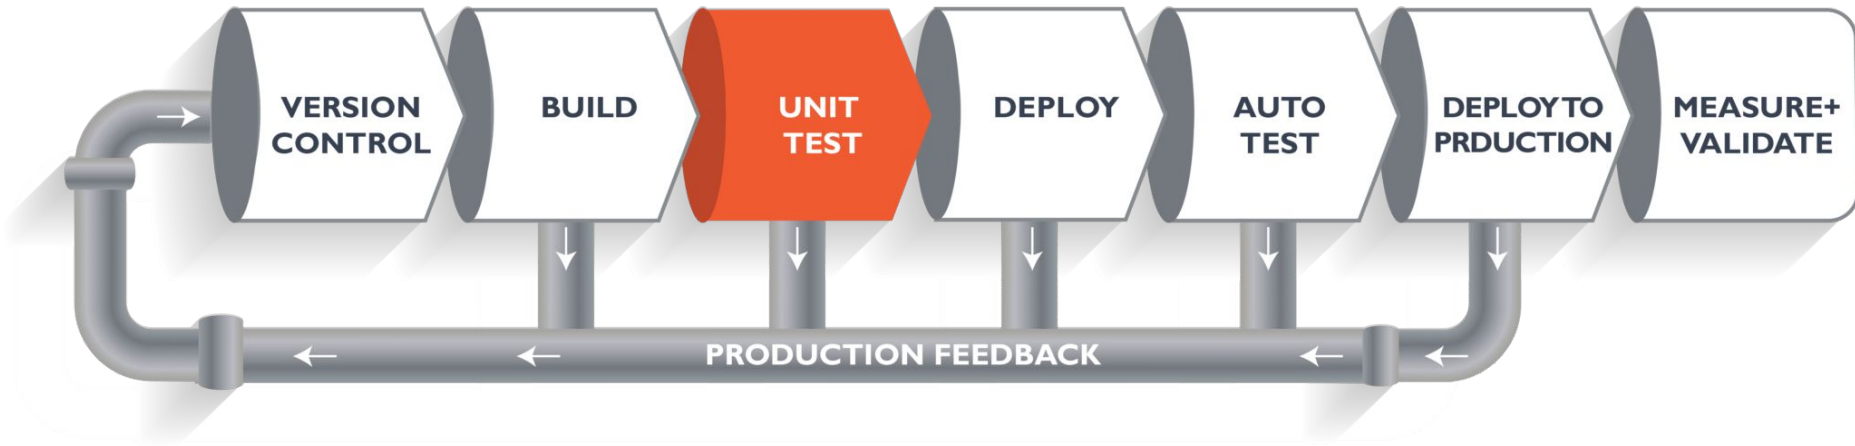 VERSION
CONTROL
BUILD
UNIT
TEST
DEPLOY
AUTO
TEST
DEPLOY TO
PRDUCTION
MEASURE+
VALIDATE
PRODUCTION FEEDBACK